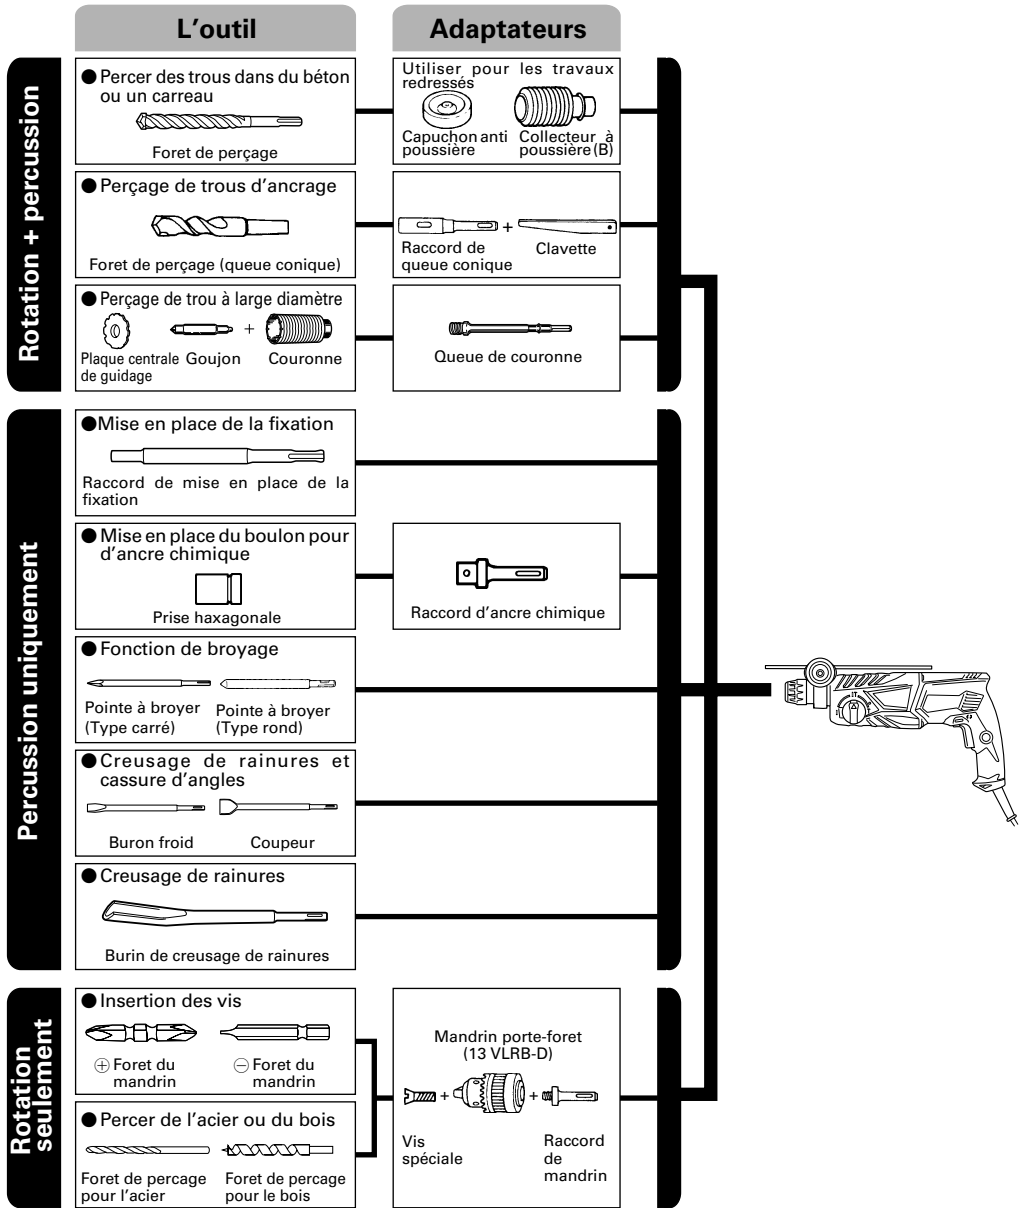 L'outil
Adaptateurs
Rotation + percussion
● Percer des trous dans du béton
ou un carreau
Foret de perçage
Utiliser pour les travaux
redressés
Capuchon anti
poussière
Collecteur à
poussière (B)
● Perçage de trous d'ancrage
Foret de perçage (queue conique)
+
Raccord de
queue conique
Clavette
● Perçage de trou à large diamètre
+
Plaque centrale
de guidage
Goujon
Couronne
Queue de couronne
Percussion uniquement
●Mise en place de la fixation
Raccord de mise en place de la
fixation
● Mise en place du boulon pour
d'ancre chimique
Prise haxagonale
Raccord d'ancre chimique
● Fonction de broyage
Pointe à broyer
(Type carré)
Pointe à broyer
(Type rond)
● Creusage de rainures et
cassure d'angles
Buron froid
Coupeur
● Creusage de rainures
Burin de creusage de rainures
Rotation
seulement
● Insertion des vis
⊕ Foret du
mandrin
⊖ Foret du
mandrin
● Percer de l'acier ou du bois
Foret de percage
pour l'acier
Foret de percage
pour le bois
Mandrin porte-foret
(13 VLRB-D)
+ +
Vis
spéciale
Raccord
de
mandrin